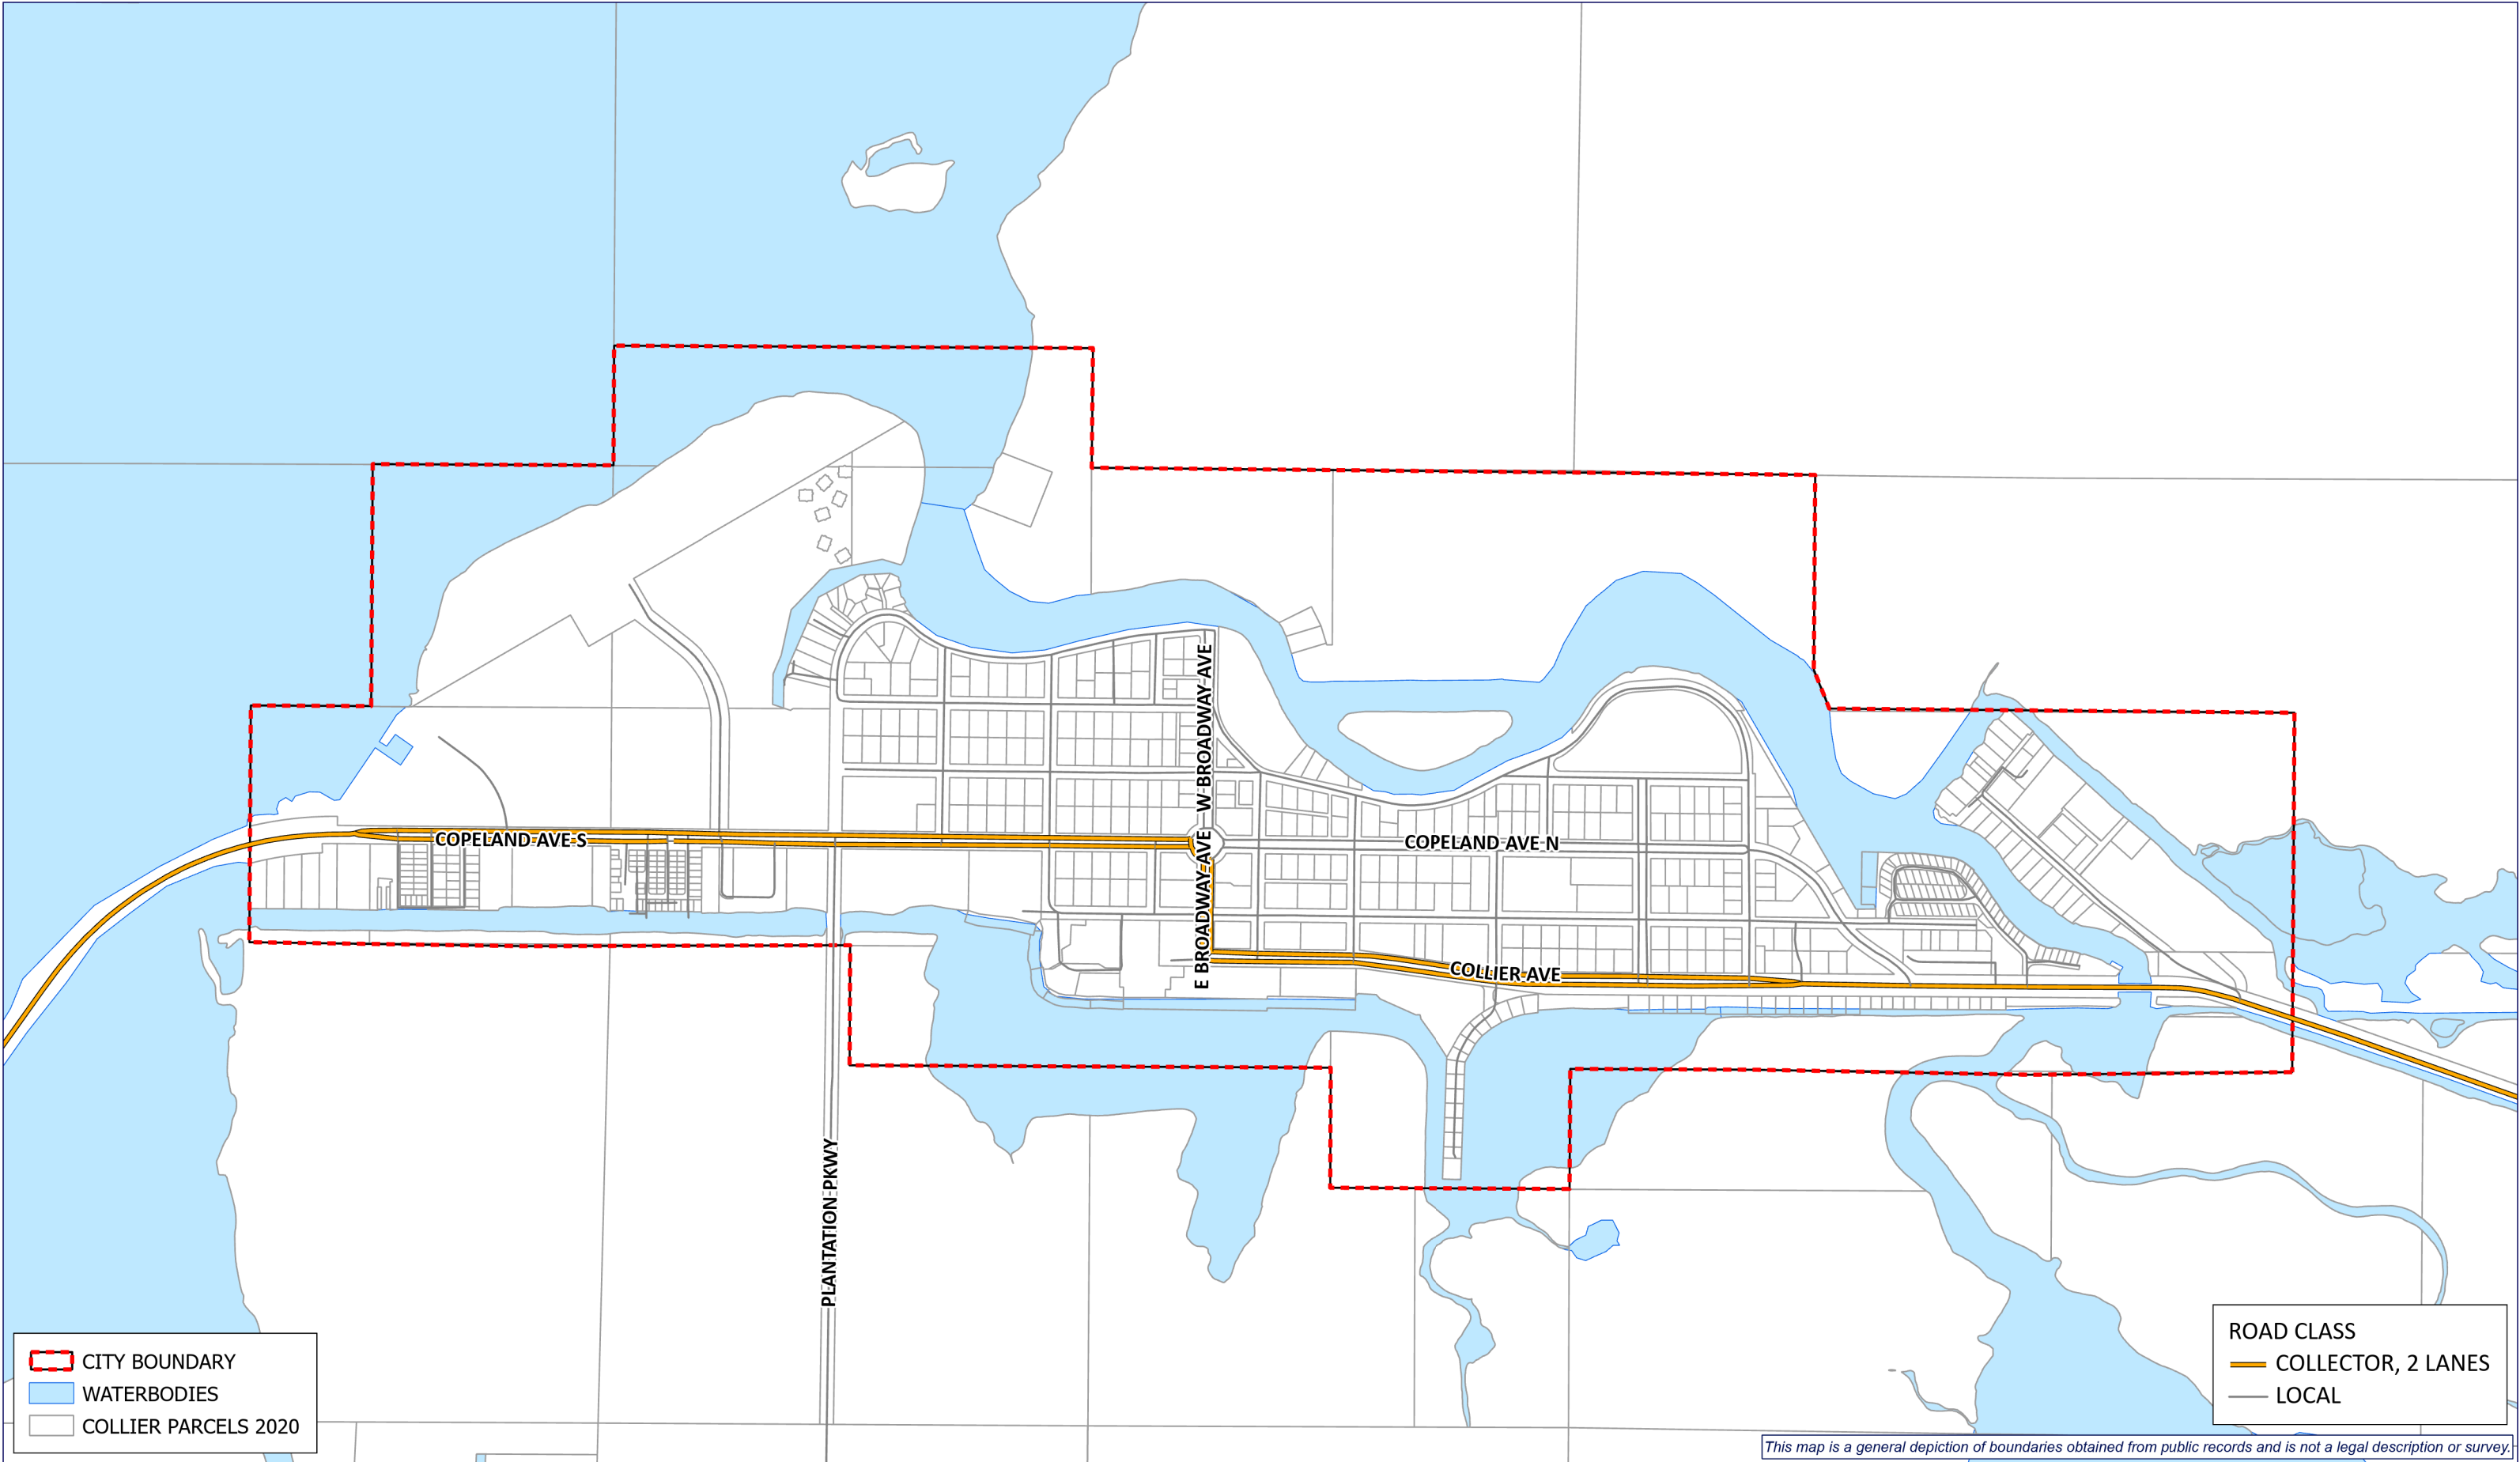 W BROADWAY AVE
COPELAND AVE S
COPELAND AVE N
E BROADWAY AVE
COLLIER AVE
PLANTATION PKWY
CITY BOUNDARY
WATERBODIES
COLLIER PARCELS 2020
ROAD CLASS
COLLECTOR, 2 LANES
LOCAL
This map is a general depiction of boundaries obtained from public records and is not a legal description or survey.